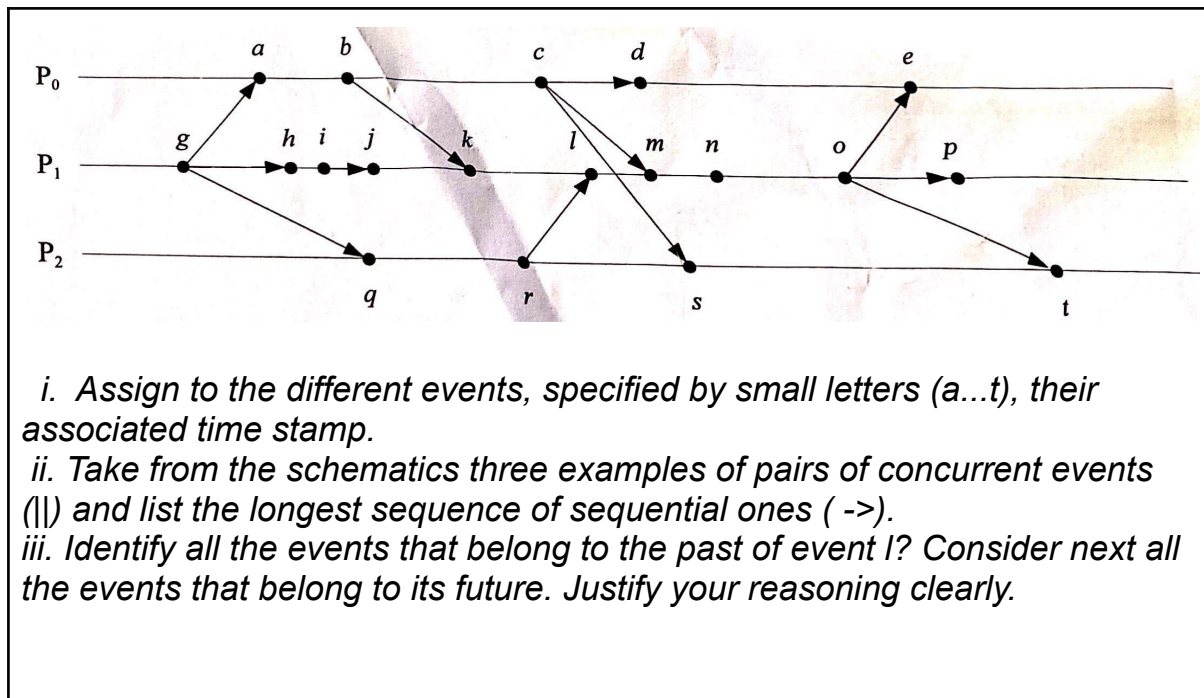 a b c d e
P0
g h i j k l m n o p
P1
P2
q r s t
i. Assign to the different events, specified by small letters (a...t), their
associated time stamp.
ii. Take from the schematics three examples of pairs of concurrent events
(||) and list the longest sequence of sequential ones ( ->).
iii. Identify all the events that belong to the past of event l? Consider next all
the events that belong to its future. Justify your reasoning clearly.